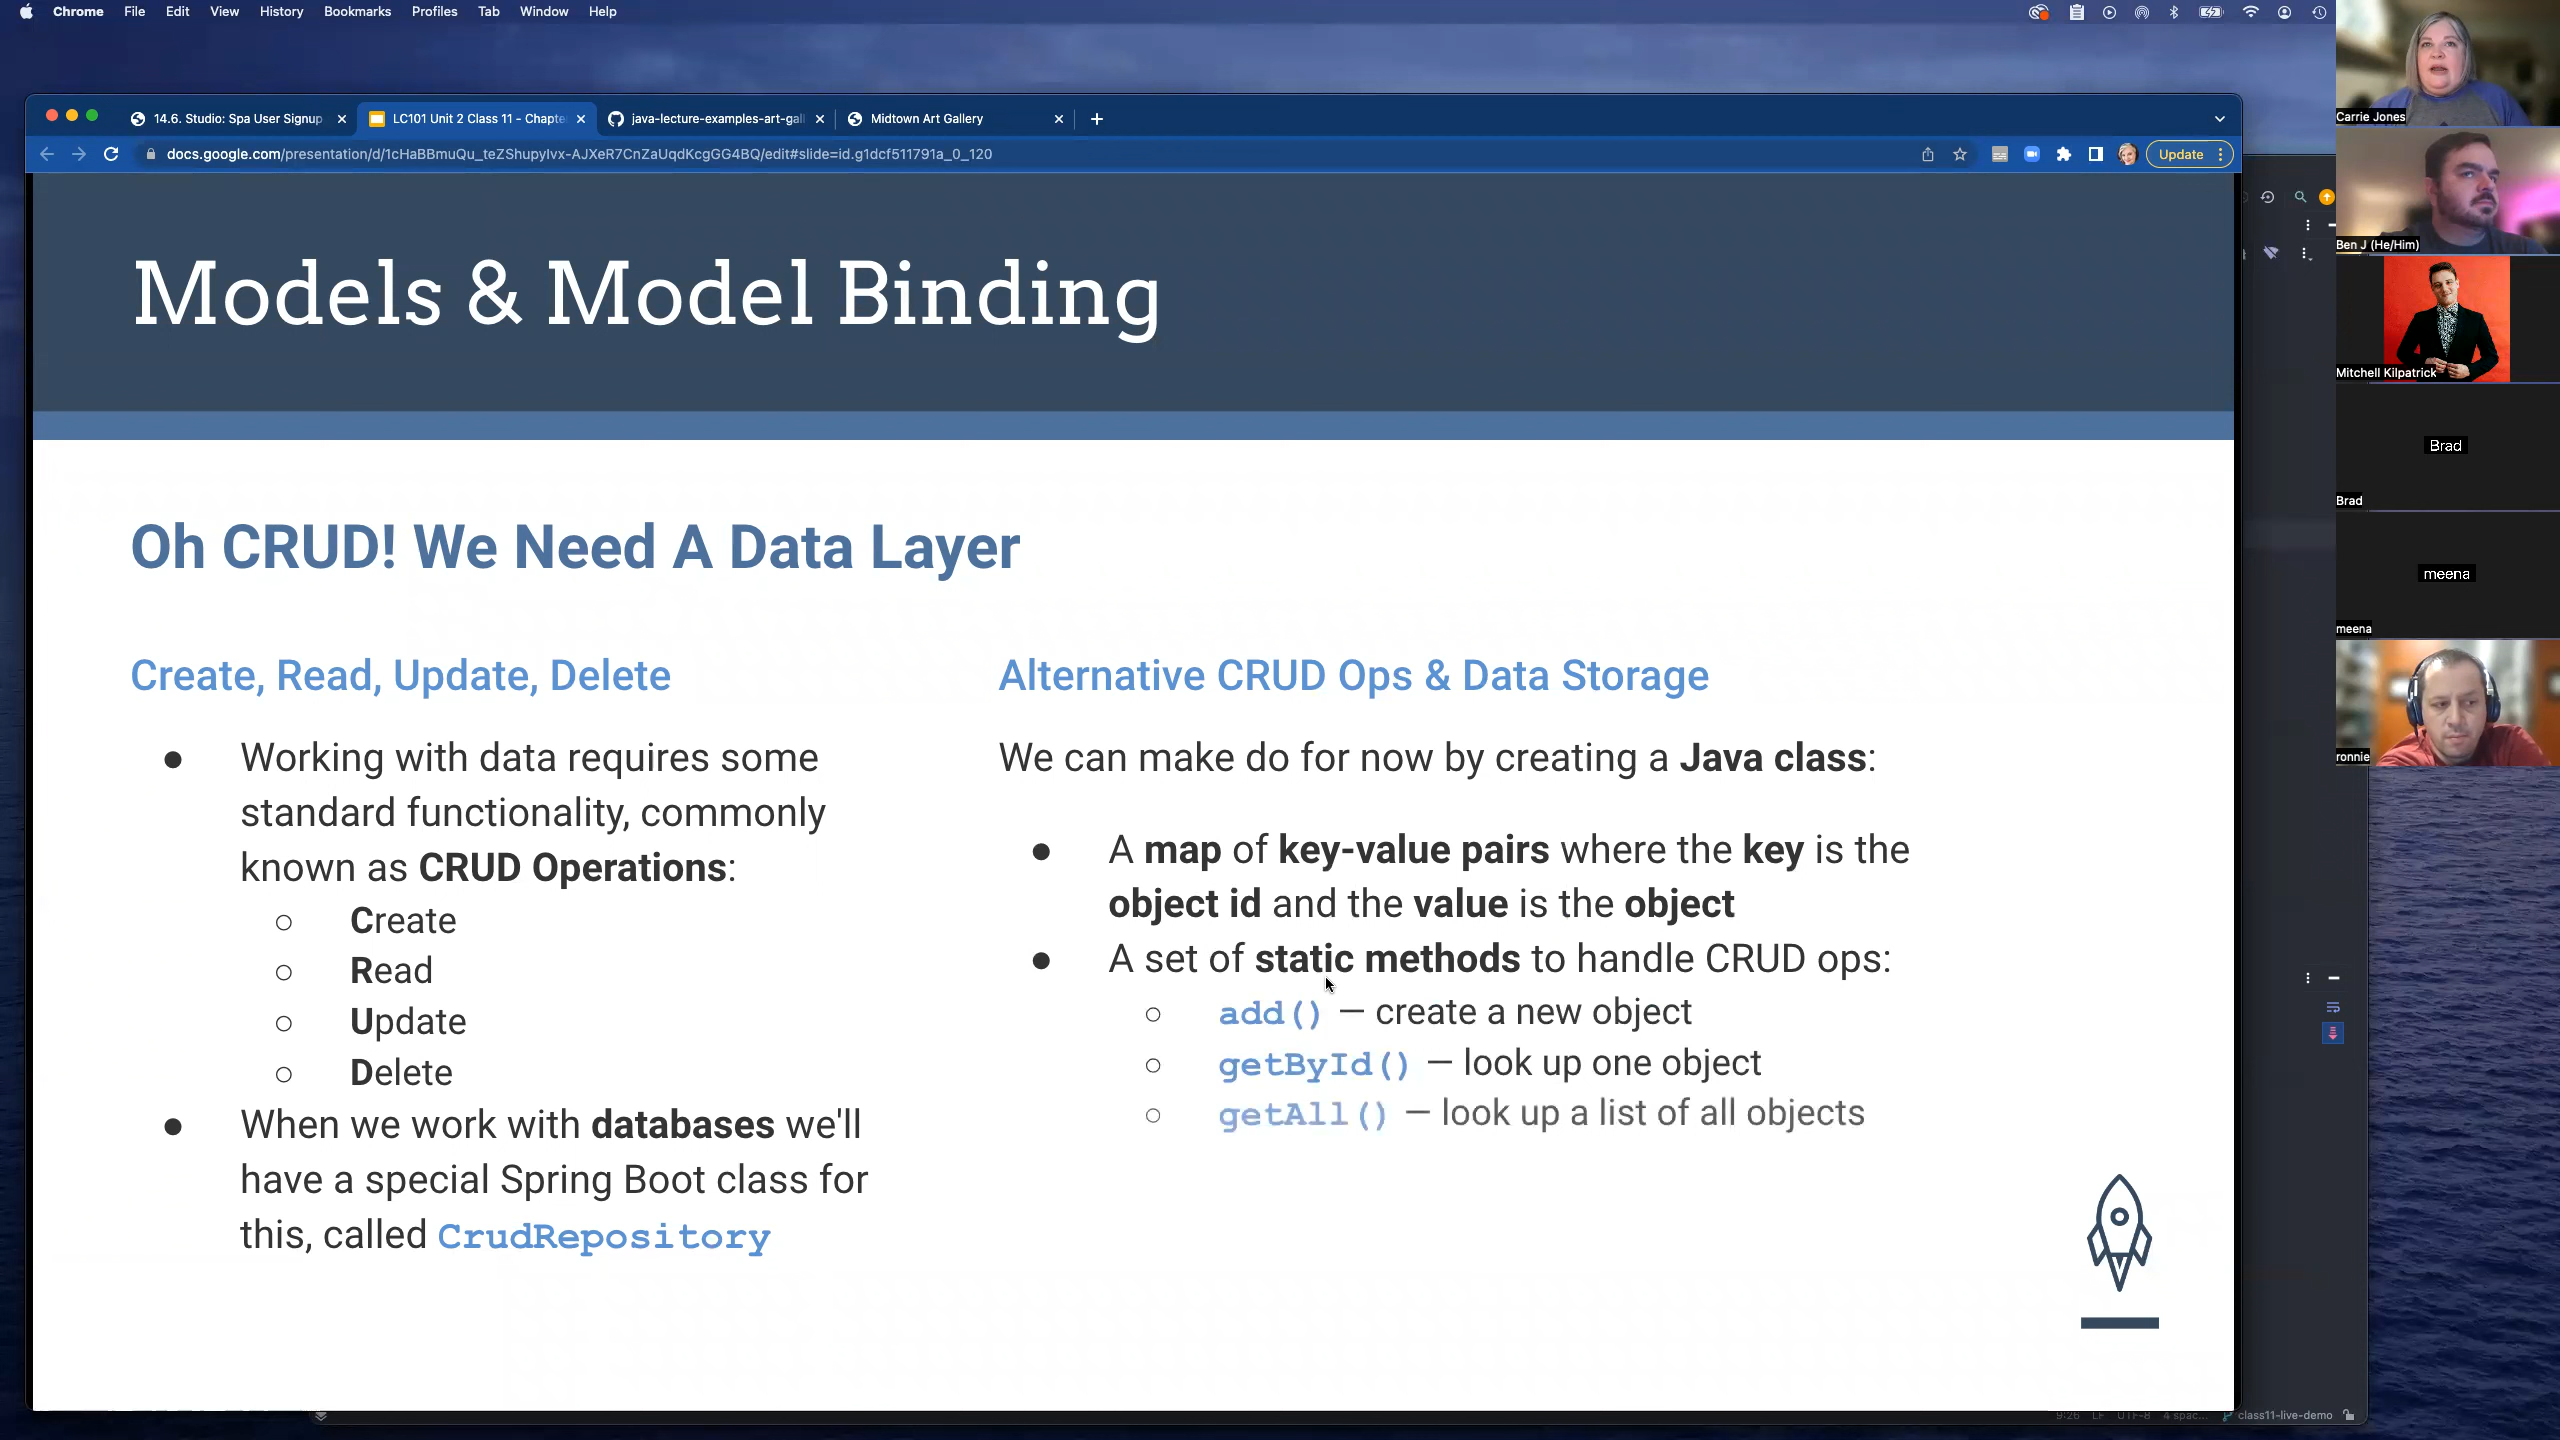 Chrome File Edit View History Bookmarks Profiles Tab Window Help
14.6. Studio: Spa User Signup
LC101 Unit 2 Class 11 - Chapte
java-lecture-examples-art-gall
Midtown Art Gallery
docs.google.com/presentation/d/1cHaBBmuQu_teZShupyIvx-AJXeR7CnZaUqdKcgGG4BQ/edit#slide=id.g1dcf511791a_0_120
Update
Models & Model Binding
Oh CRUD! We Need A Data Layer
Create, Read, Update, Delete
● Working with data requires some
standard functionality, commonly
known as CRUD Operations:
○ Create
○ Read
○ Update
○ Delete
● When we work with databases we'll
have a special Spring Boot class for
this, called CrudRepository
Alternative CRUD Ops & Data Storage
We can make do for now by creating a Java class:
● A map of key-value pairs where the key is the
object id and the value is the object
● A set of static methods to handle CRUD ops:
○ add() — create a new object
○ getById() — look up one object
○ getAll() — look up a list of all objects
Carrie Jones
Ben J (He/Him)
Mitchell Kilpatrick
Brad
Brad
meena
meena
ronnie
9:26 LF UTF-8 4 spac... class11-live-demo